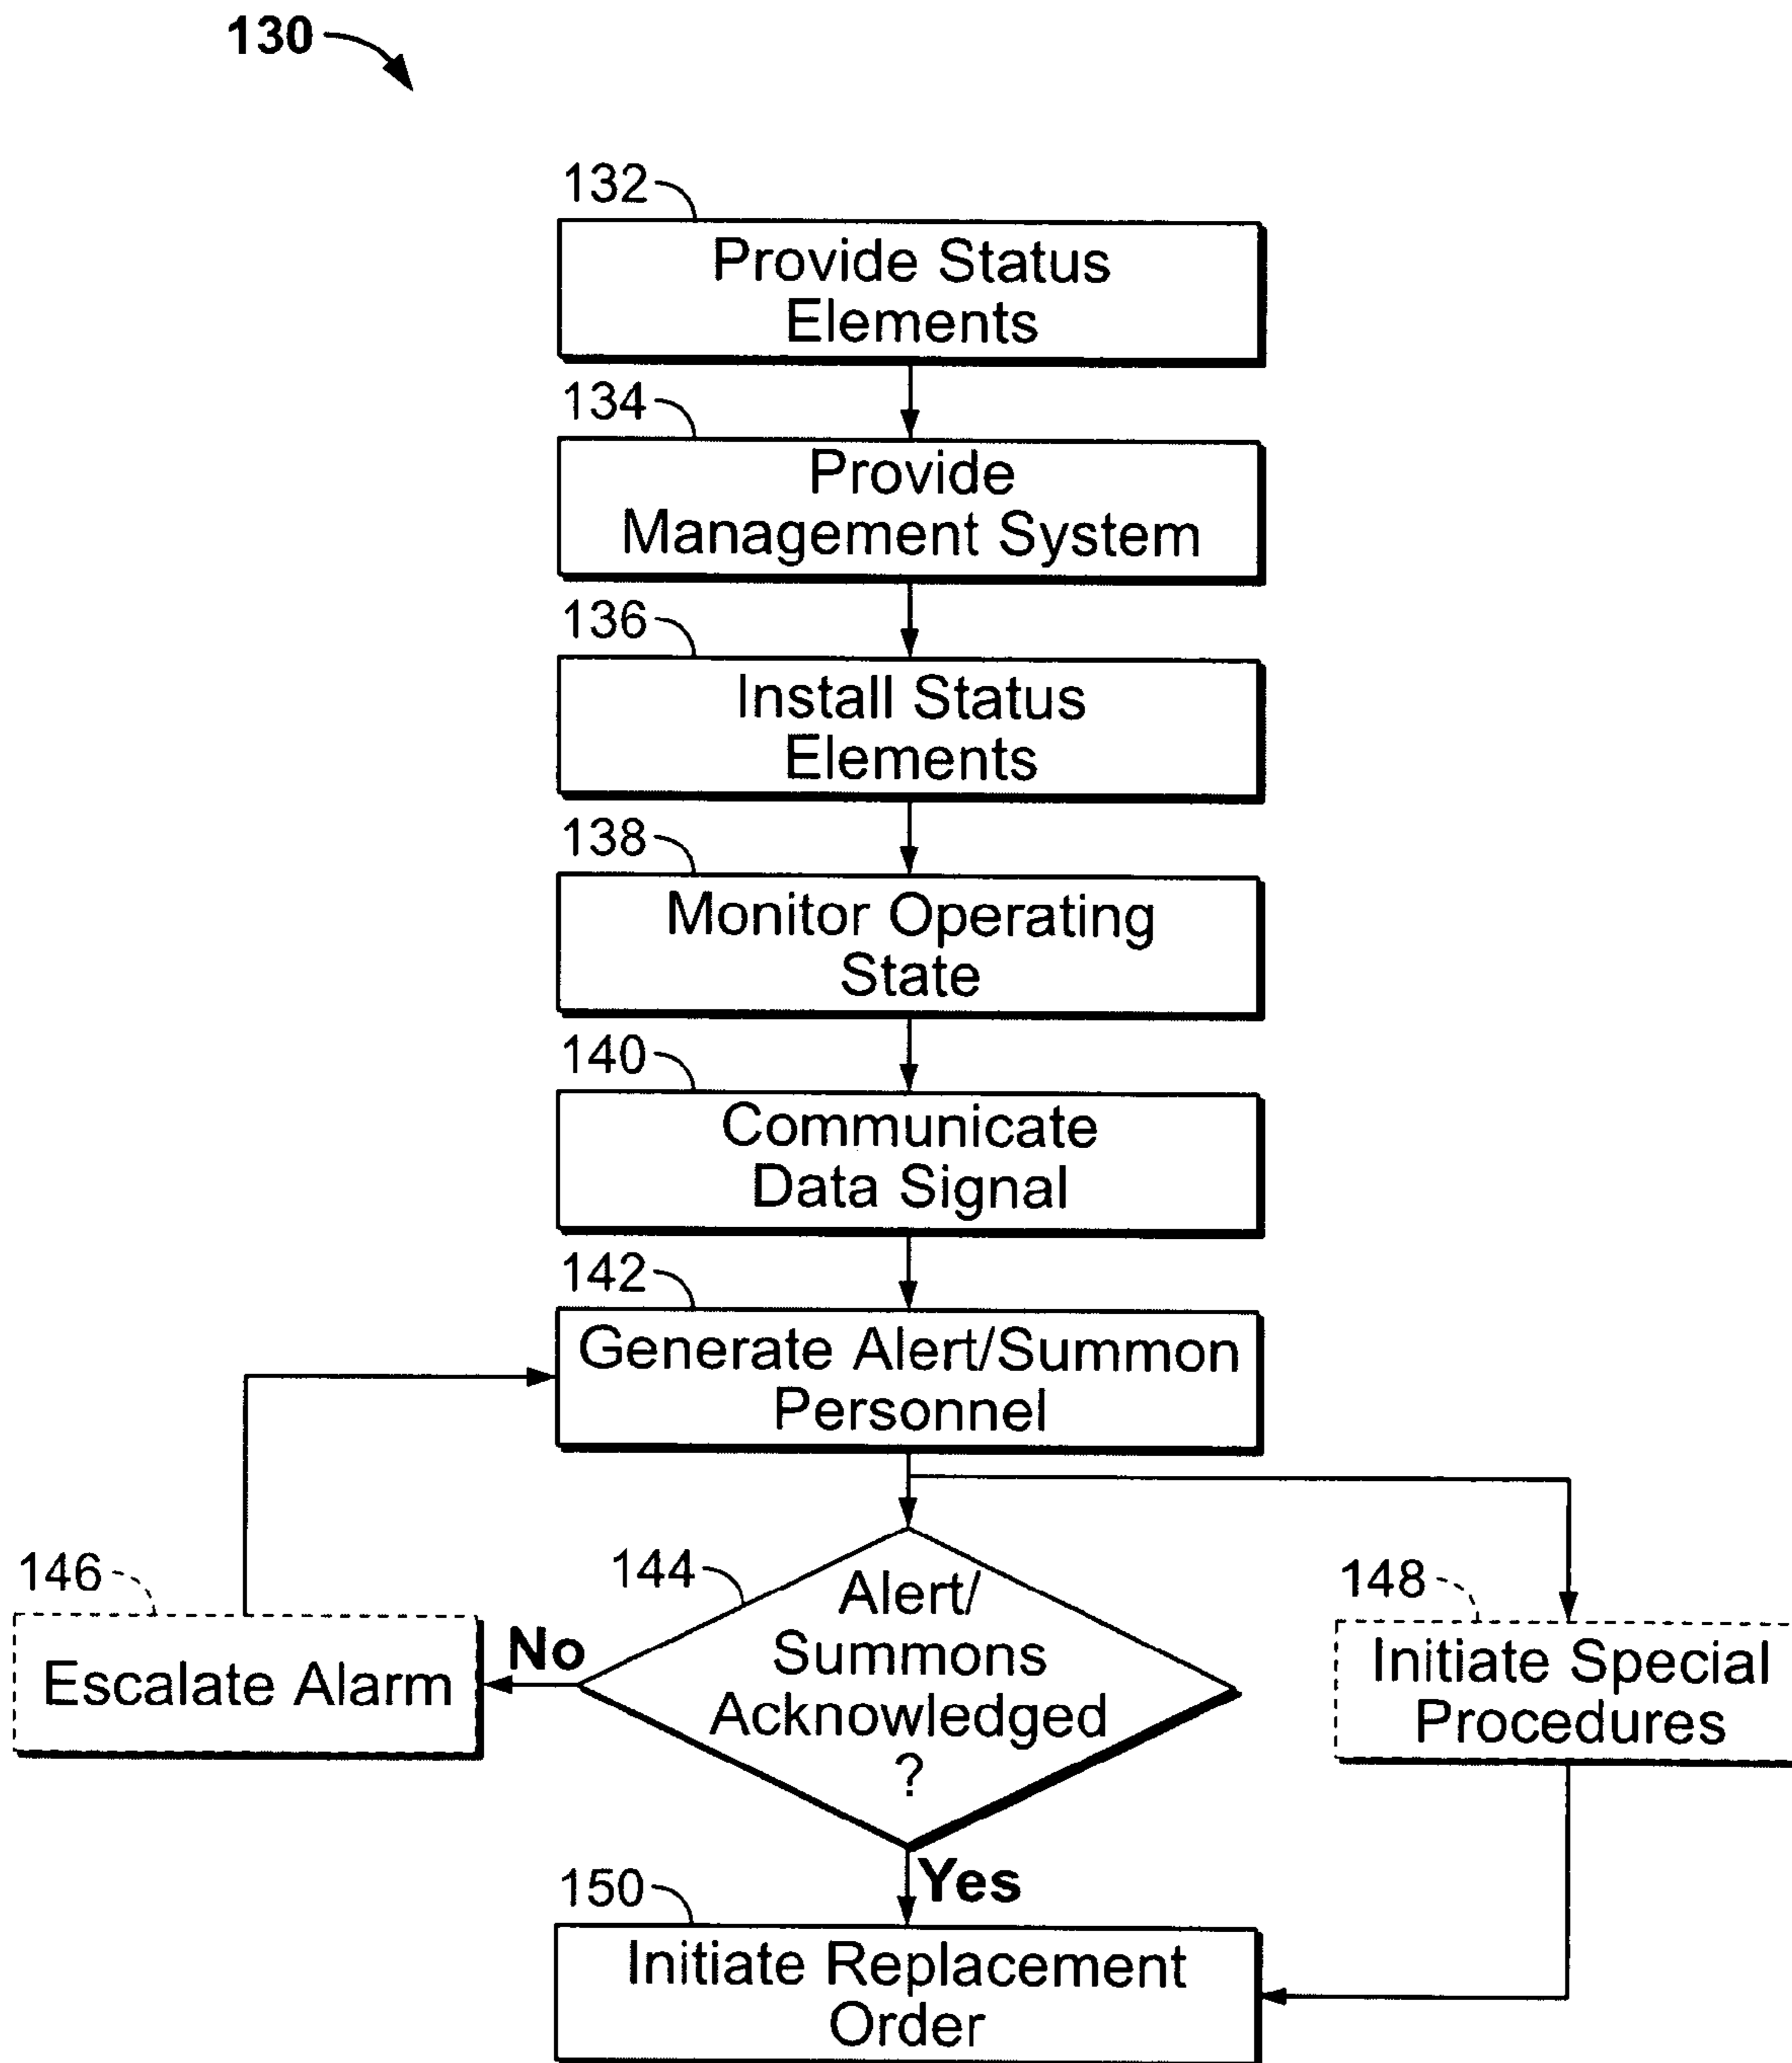 130
132
Provide Status
Elements
134
Provide
Management System
136
Install Status
Elements
138
Monitor Operating
State
140
Communicate
Data Signal
142
Generate Alert/Summon
Personnel
146
Escalate Alarm
No
144
Alert/
Summons
Acknowledged
?
148
Initiate Special
Procedures
Yes
150
Initiate Replacement
Order